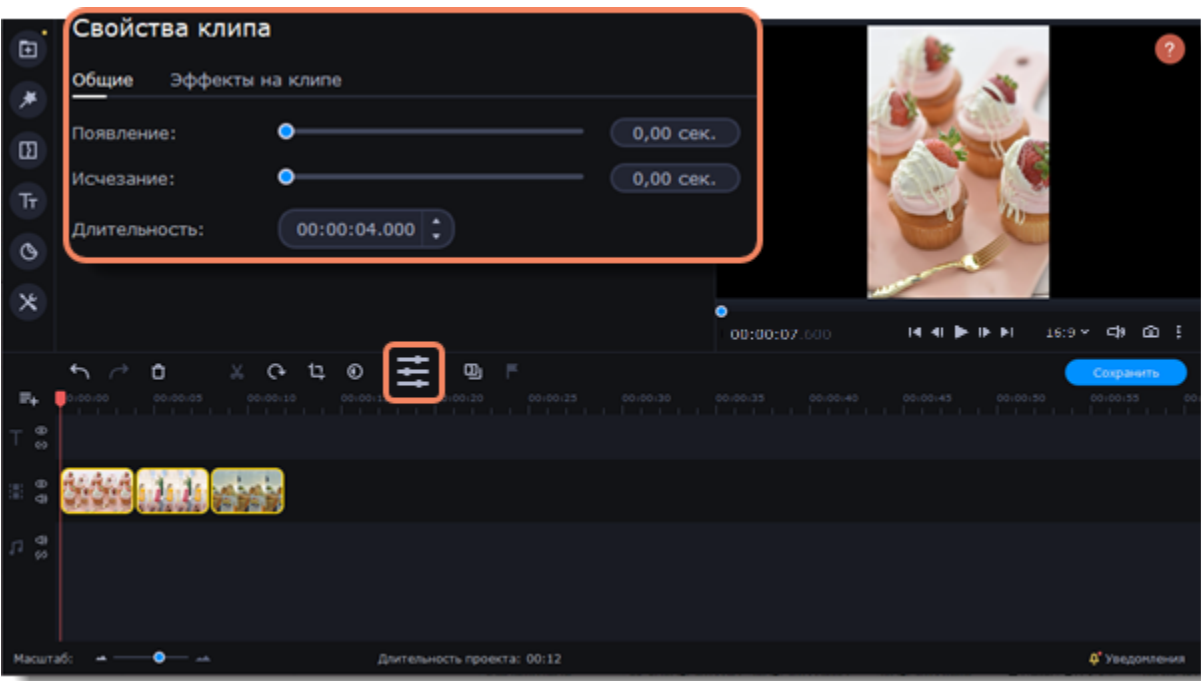 Свойства клипа
Общие Эффекты на клипе
Появление: 0,00 сек.
Исчезание: 0,00 сек.
Длительность: 00:00:04.000
?
00:00:07.600
16:9
Сохранить
00:00:05 00:00:10 00:00:20 00:00:25 00:00:30 00:00:35 00:00:40 00:00:45 00:00:50 00:00:55
Масштаб: Длительность проекта: 00:12 Уведомления